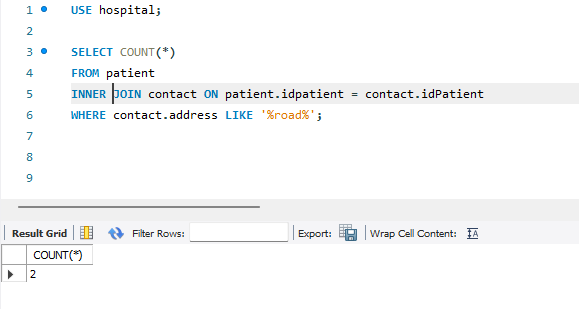 1 USE hospital;
2
3 SELECT COUNT(*)
4 FROM patient
5 INNER JOIN contact ON patient.idpatient = contact.idPatient
6 WHERE contact.address LIKE '%road%';
7
8
9
Result Grid Filter Rows: Export: Wrap Cell Content: IA
COUNT(*)
2